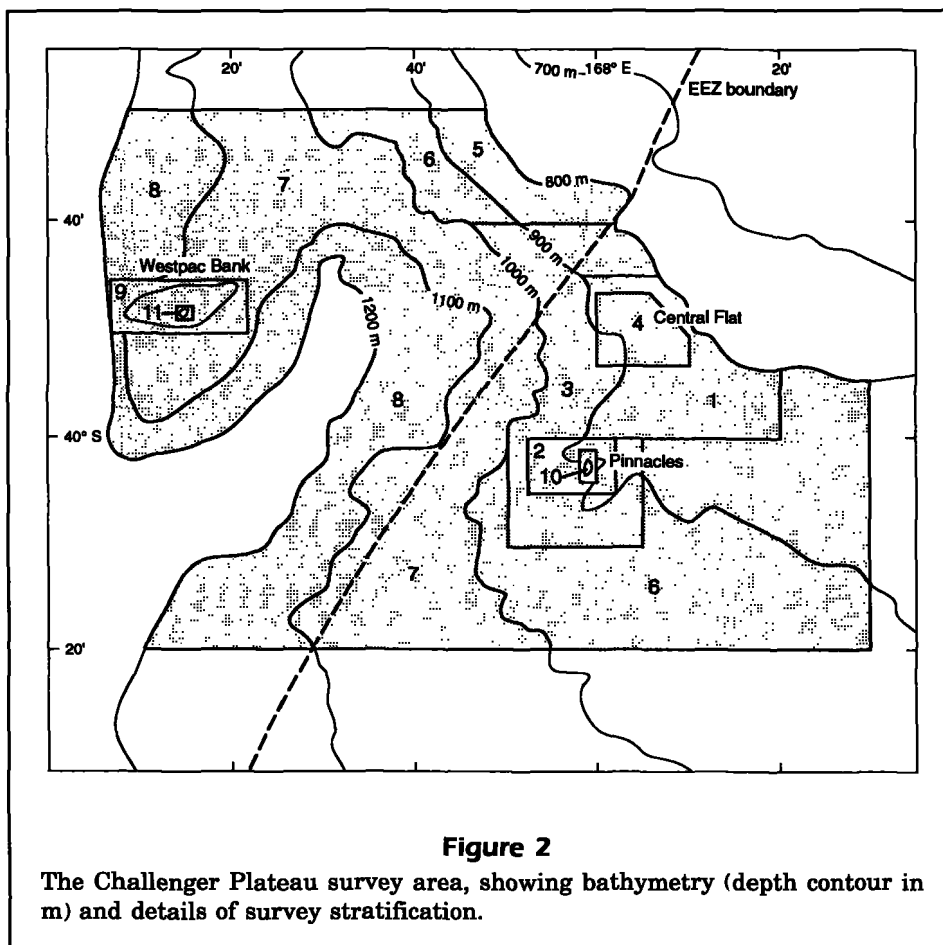 20'
40'
700 m
168° E
20'
EEZ boundary
8
7
6
5
800 m
40'
900 m
Westpac Bank
1000 m
9
11
1200 m
1100 m
4
Central Flat
3
1
8
40° S
2
Pinnacles
10
7
6
20'
Figure 2
The Challenger Plateau survey area, showing bathymetry (depth contour in
m) and details of survey stratification.